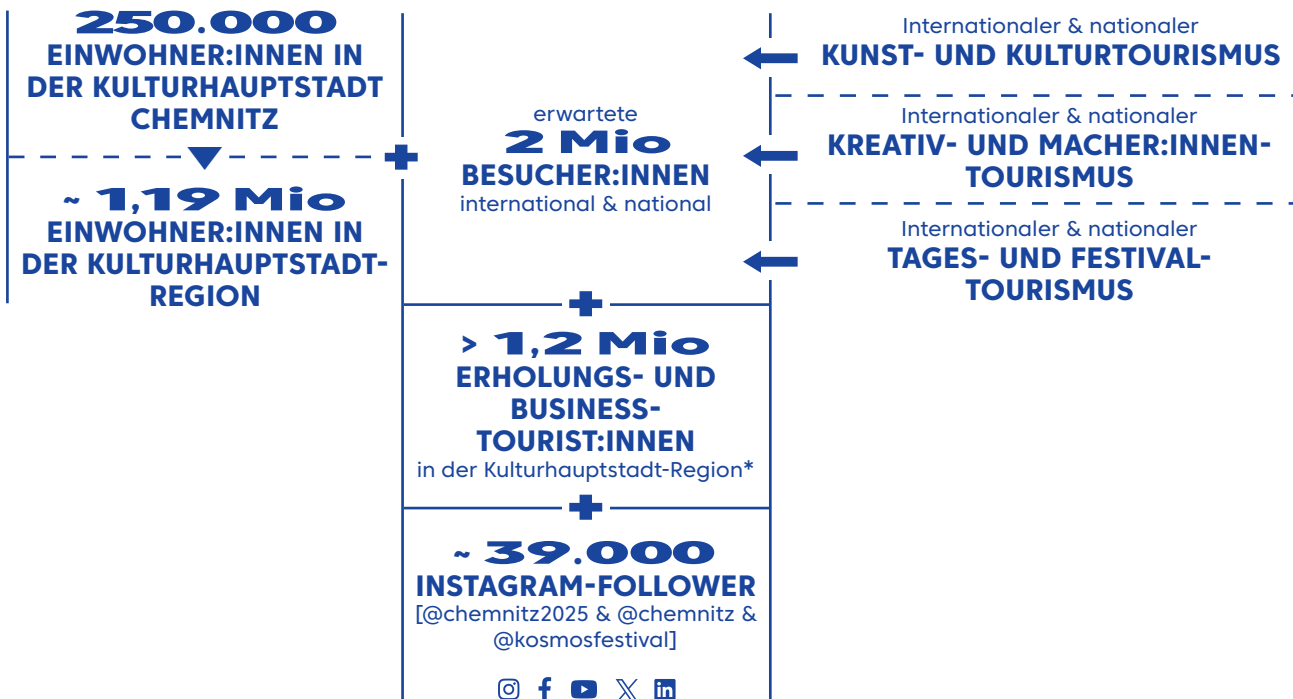 250.000
EINWOHNER:INNEN IN
DER KULTURHAUPTSTADT
CHEMNITZ
~ 1,19 Mio
EINWOHNER:INNEN IN
DER KULTURHAUPTSTADT-
REGION
erwartete
2 Mio
BESUCHER:INNEN
international & national
> 1,2 Mio
ERHOLUNGS- UND
BUSINESS-
TOURIST:INNEN
in der Kulturhauptstadt-Region*
~ 39.000
INSTAGRAM-FOLLOWER
[@chemnitz2025 & @chemnitz &
@kosmosfestival]
Internationaler & nationaler
KUNST- UND KULTURTOURISMUS
Internationaler & nationaler
KREATIV- UND MACHER:INNEN-
TOURISMUS
Internationaler & nationaler
TAGES- UND FESTIVAL-
TOURISMUS